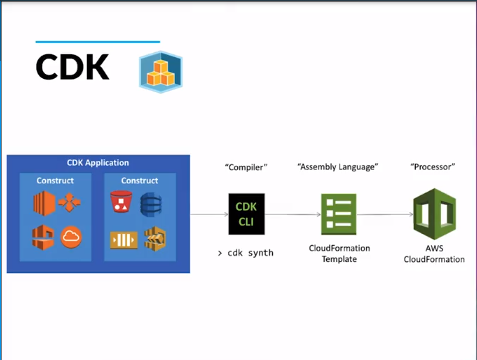 CDK
CDK Application
Construct
Construct
"Compiler"
"Assembly Language"
"Processor"
CDK
CLI
> cdk synth
CloudFormation
Template
AWS
CloudFormation